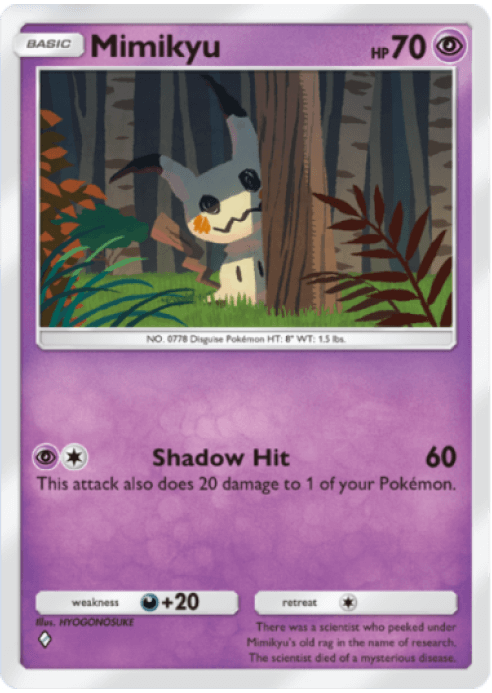 BASIC Mimikyu HP 70
NO. 0778 Disguise Pokémon HT: 8" WT: 1.5 lbs.
Shadow Hit 60
This attack also does 20 damage to 1 of your Pokémon.
weakness +20 retreat
Illus. HYOGONOSUKE
There was a scientist who peeked under
Mimikyu's old rag in the name of research.
The scientist died of a mysterious disease.